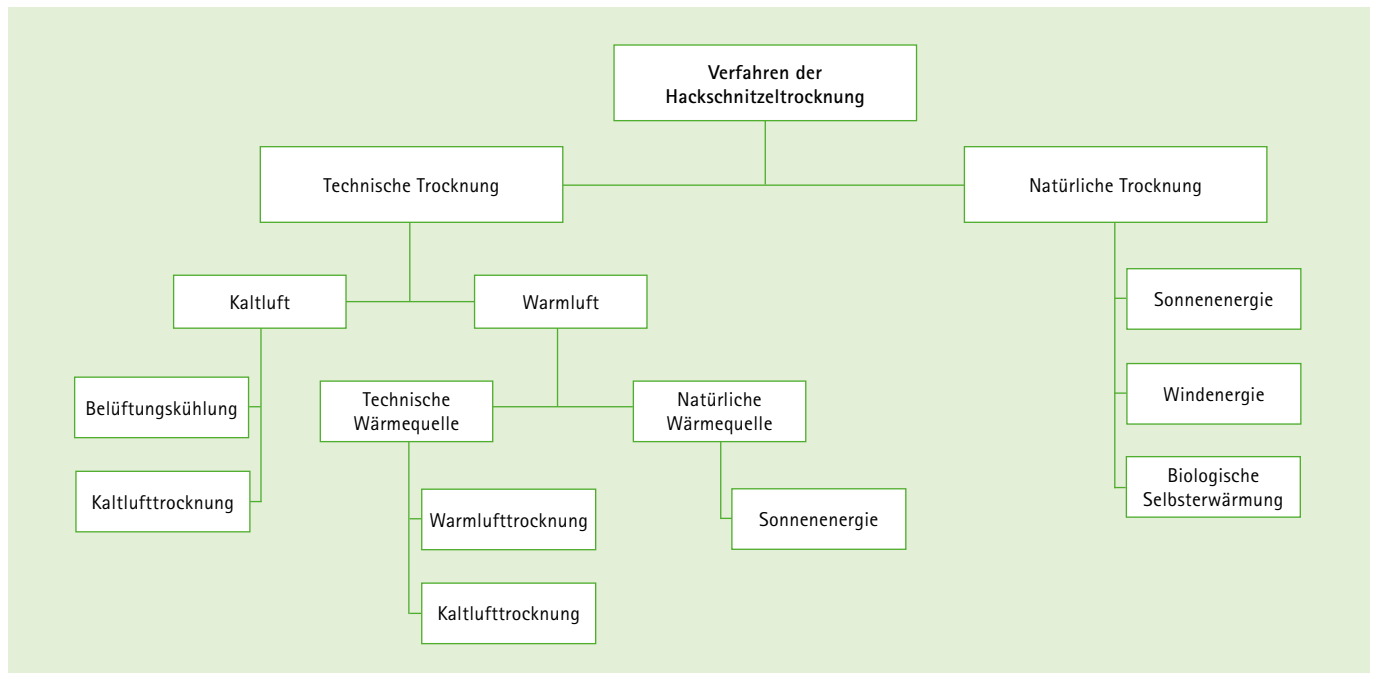 Verfahren der
Hackschnitzeltrocknung
Technische Trocknung
Natürliche Trocknung
Kaltluft
Warmluft
Sonnenenergie
Belüftungskühlung
Technische
Wärmequelle
Natürliche
Wärmequelle
Windenergie
Kaltlufttrocknung
Warmlufttrocknung
Sonnenenergie
Biologische
Selbsterwärmung
Kaltlufttrocknung